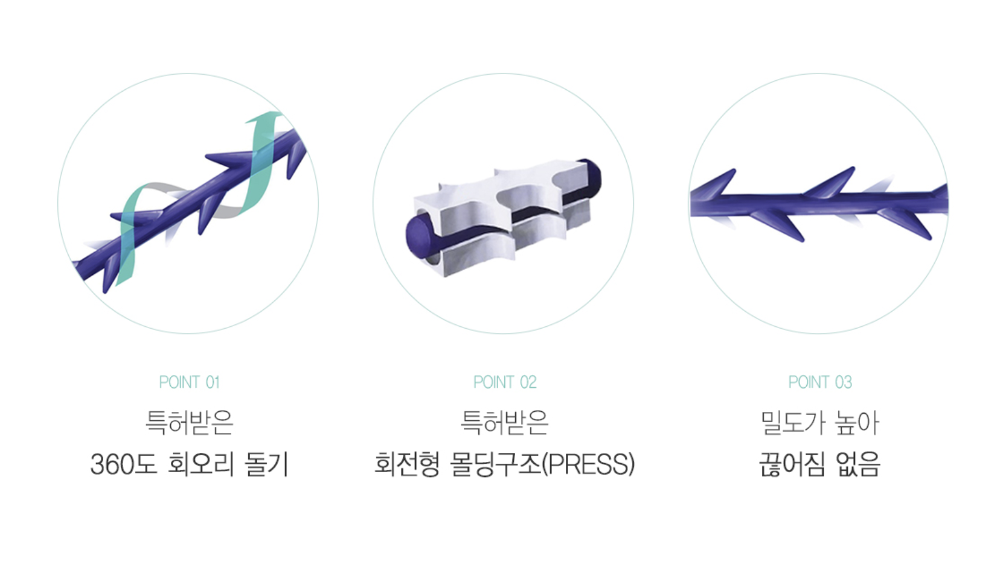 POINT 01
특허받은
360도 회오리 돌기
POINT 02
특허받은
회전형 몰딩구조(PRESS)
POINT 03
밀도가 높아
끊어짐 없음